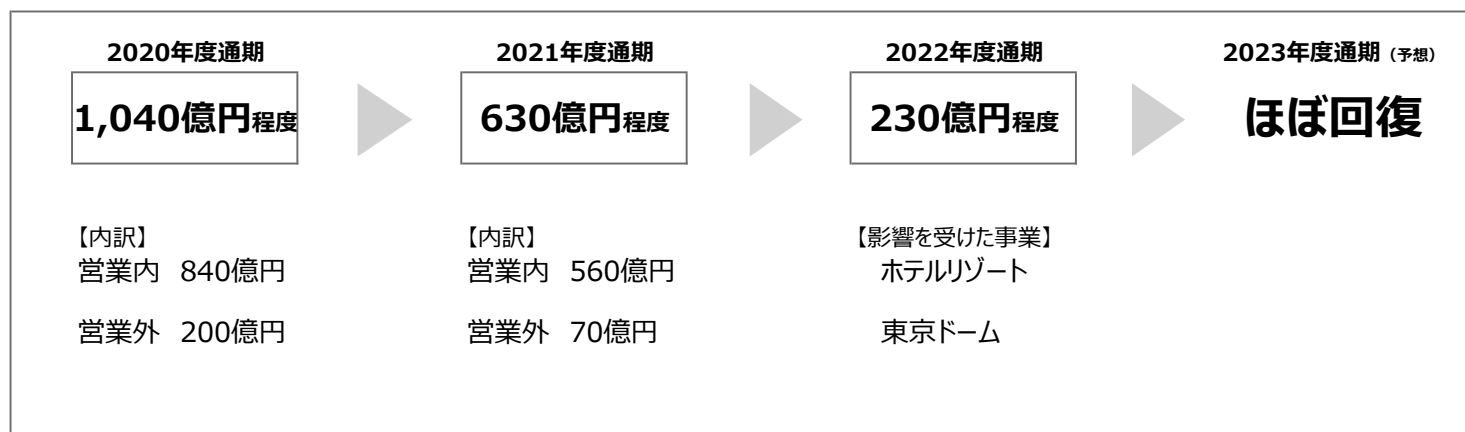 2020年度通期
1,040億円程度
【内訳】
営業内 840億円
営業外 200億円
2021年度通期
630億円程度
【内訳】
営業内 560億円
営業外 70億円
2022年度通期
230億円程度
【影響を受けた事業】
ホテルリゾート
東京ドーム
2023年度通期（予想）
ほぼ回復